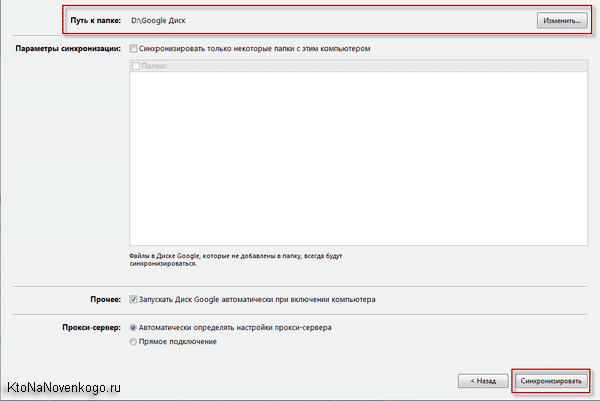 Путь к папке: D:\Google Диск Изменить...
Параметры синхронизации: Синхронизировать только некоторые папки с этим компьютером
Папки:
Файлы в Диске Google, которые не добавлены в папку, всегда будут
синхронизироваться.
Прочее: Запускать Диск Google автоматически при включении компьютера
Прокси-сервер: Автоматически определять настройки прокси-сервера
Прямое подключение
< Назад Синхронизировать
KtoNaNovenkogo.ru